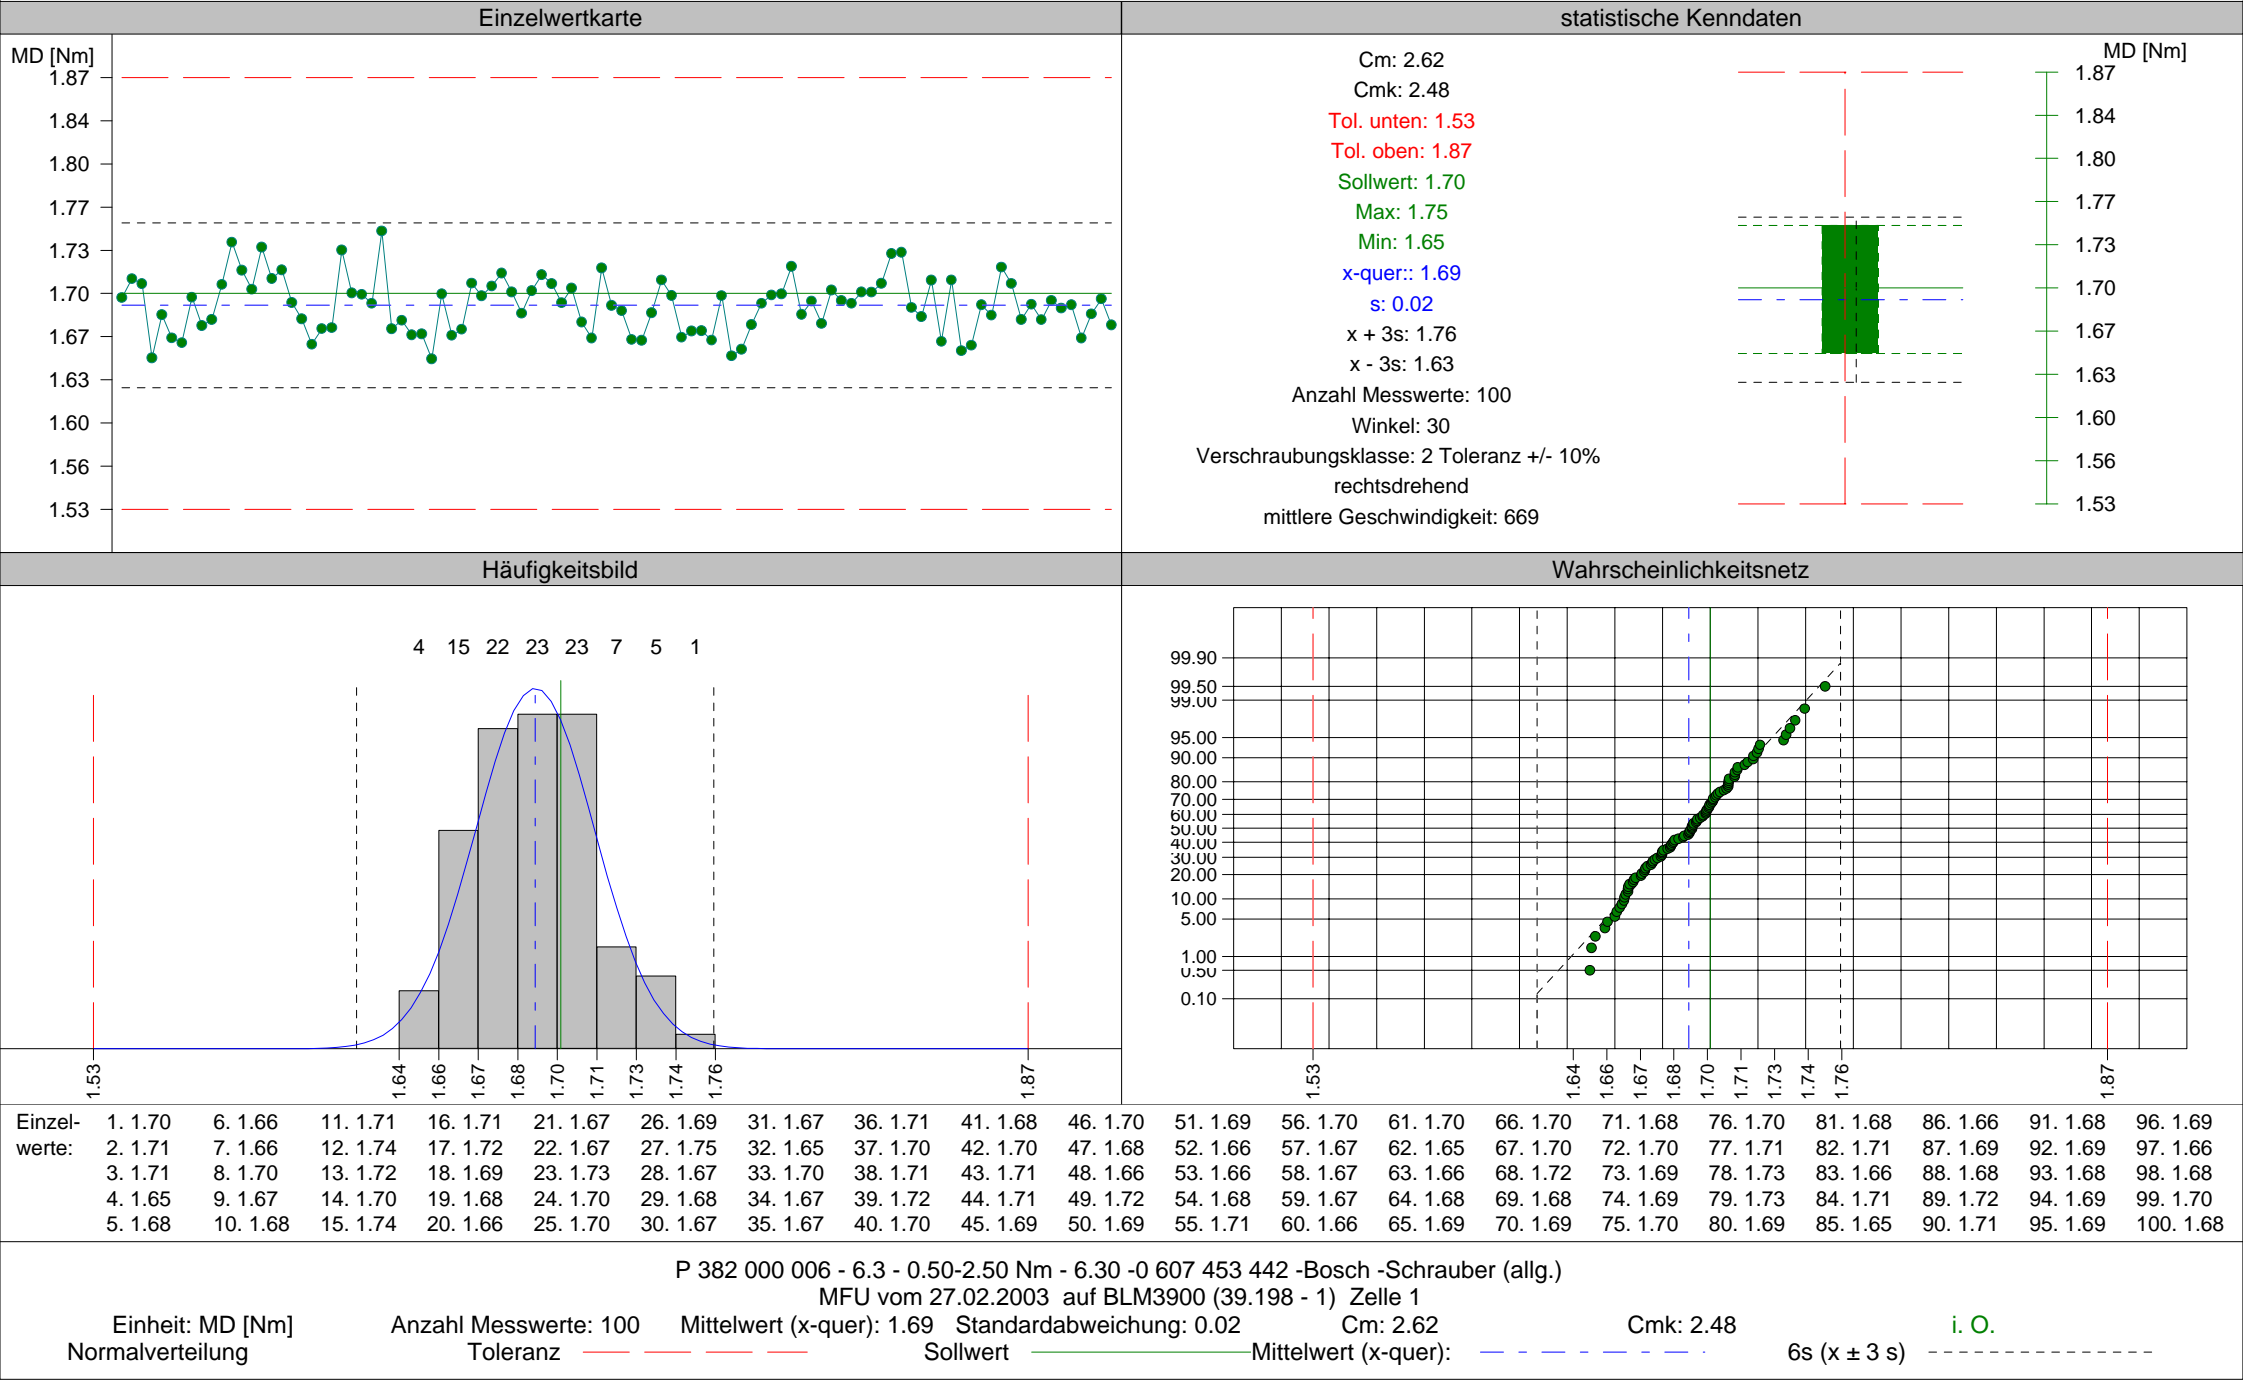 Einzelwertkarte
MD [Nm]
1.87
1.84
1.80
1.77
1.73
1.70
1.67
1.63
1.60
1.56
1.53
statistische Kenndaten
Cm: 2.62
Cmk: 2.48
Tol. unten: 1.53
Tol. oben: 1.87
Sollwert: 1.70
Max: 1.75
Min: 1.65
x-quer:: 1.69
s: 0.02
x + 3s: 1.76
x - 3s: 1.63
Anzahl Messwerte: 100
Winkel: 30
Verschraubungsklasse: 2 Toleranz +/- 10%
rechtsdrehend
mittlere Geschwindigkeit: 669
MD [Nm]
1.87
1.84
1.80
1.77
1.73
1.70
1.67
1.63
1.60
1.56
1.53
Häufigkeitsbild
4 15 22 23 23 7 5 1
1.53 1.64 1.66 1.67 1.68 1.70 1.71 1.73 1.74 1.76 1.87
Wahrscheinlichkeitsnetz
99.90
99.50
99.00
95.00
90.00
80.00
70.00
60.00
50.00
40.00
30.00
20.00
10.00
5.00
1.00
0.50
0.10
1.53 1.64 1.66 1.67 1.68 1.70 1.71 1.73 1.74 1.76 1.87
Einzel- 1. 1.70 6. 1.66 11. 1.71 16. 1.71 21. 1.67 26. 1.69 31. 1.67 36. 1.71 41. 1.68 46. 1.70 51. 1.69 56. 1.70 61. 1.70 66. 1.70 71. 1.68 76. 1.70 81. 1.68 86. 1.66 91. 1.68 96. 1.69
werte: 2. 1.71 7. 1.66 12. 1.74 17. 1.72 22. 1.67 27. 1.75 32. 1.65 37. 1.70 42. 1.70 47. 1.68 52. 1.66 57. 1.67 62. 1.65 67. 1.70 72. 1.70 77. 1.71 82. 1.71 87. 1.69 92. 1.69 97. 1.66
3. 1.71 8. 1.70 13. 1.72 18. 1.69 23. 1.73 28. 1.67 33. 1.70 38. 1.71 43. 1.71 48. 1.66 53. 1.66 58. 1.67 63. 1.66 68. 1.72 73. 1.69 78. 1.73 83. 1.66 88. 1.68 93. 1.68 98. 1.68
4. 1.65 9. 1.67 14. 1.70 19. 1.68 24. 1.70 29. 1.68 34. 1.67 39. 1.72 44. 1.71 49. 1.72 54. 1.68 59. 1.67 64. 1.68 69. 1.68 74. 1.69 79. 1.73 84. 1.71 89. 1.72 94. 1.69 99. 1.70
5. 1.68 10. 1.68 15. 1.74 20. 1.66 25. 1.70 30. 1.67 35. 1.67 40. 1.70 45. 1.69 50. 1.69 55. 1.71 60. 1.66 65. 1.69 70. 1.69 75. 1.70 80. 1.69 85. 1.65 90. 1.71 95. 1.69 100. 1.68
P 382 000 006 - 6.3 - 0.50-2.50 Nm - 6.30 -0 607 453 442 -Bosch -Schrauber (allg.)
MFU vom 27.02.2003 auf BLM3900 (39.198 - 1) Zelle 1
Einheit: MD [Nm] Anzahl Messwerte: 100 Mittelwert (x-quer): 1.69 Standardabweichung: 0.02 Cm: 2.62 Cmk: 2.48 i. O.
Normalverteilung Toleranz Sollwert Mittelwert (x-quer): 6s (x ± 3 s)